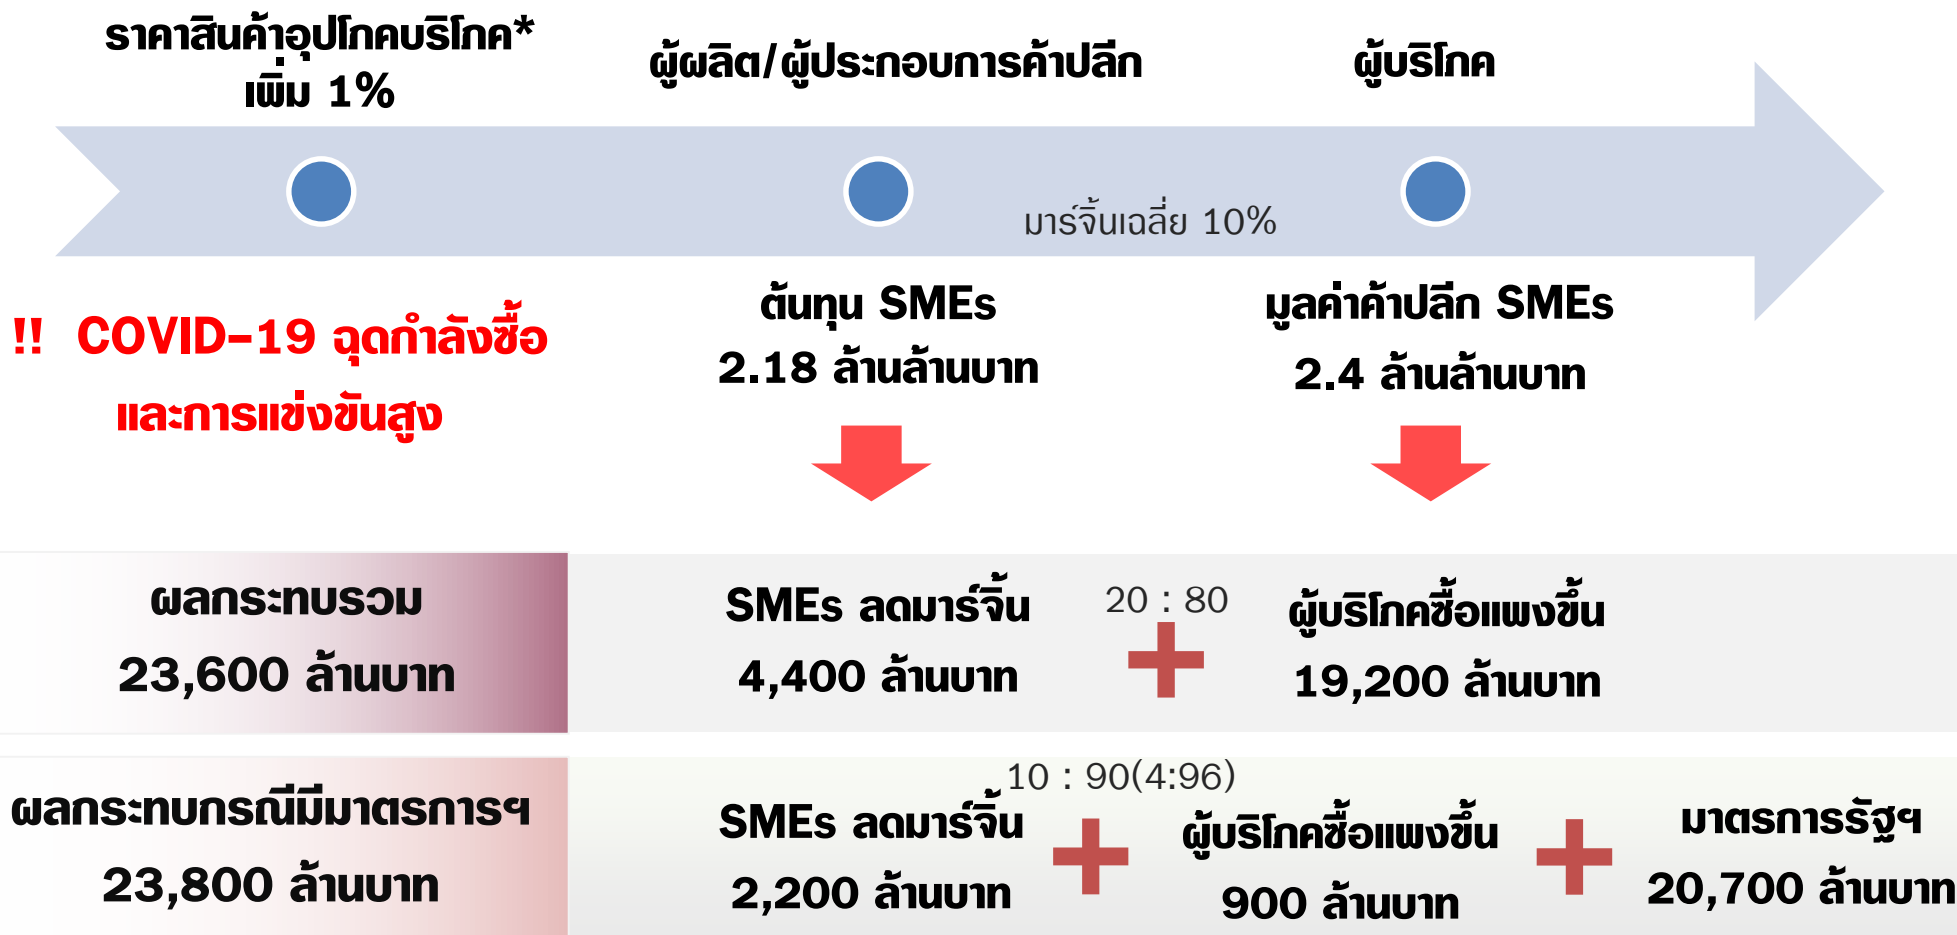 ราคาสินค้าอุปโภคบริโภค*
เพิ่ม 1%
ผู้ผลิต/ผู้ประกอบการค้าปลีก
ผู้บริโภค
มาร์จิ้นเฉลี่ย 10%
!! COVID-19 ฉุดกำลังซื้อ
และการแข่งขันสูง
ต้นทุน SMEs
2.18 ล้านล้านบาท
มูลค่าค้าปลีก SMEs
2.4 ล้านล้านบาท
ผลกระทบรวม
23,600 ล้านบาท
SMEs ลดมาร์จิ้น
4,400 ล้านบาท
20 : 80
ผู้บริโภคซื้อแพงขึ้น
19,200 ล้านบาท
ผลกระทบกรณีมีมาตรการฯ
23,800 ล้านบาท
10 : 90(4:96)
SMEs ลดมาร์จิ้น
2,200 ล้านบาท
ผู้บริโภคซื้อแพงขึ้น
900 ล้านบาท
มาตรการรัฐฯ
20,700 ล้านบาท